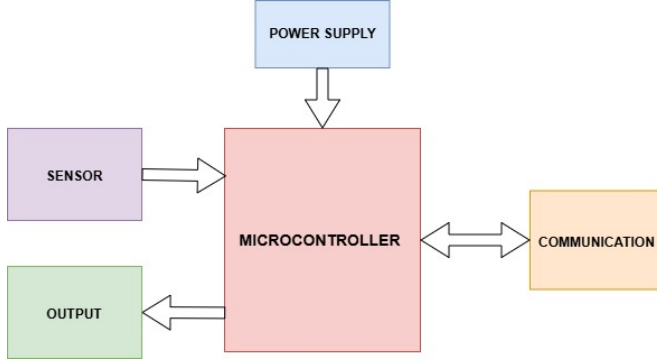 POWER SUPPLY
SENSOR
MICROCONTROLLER
COMMUNICATION
OUTPUT